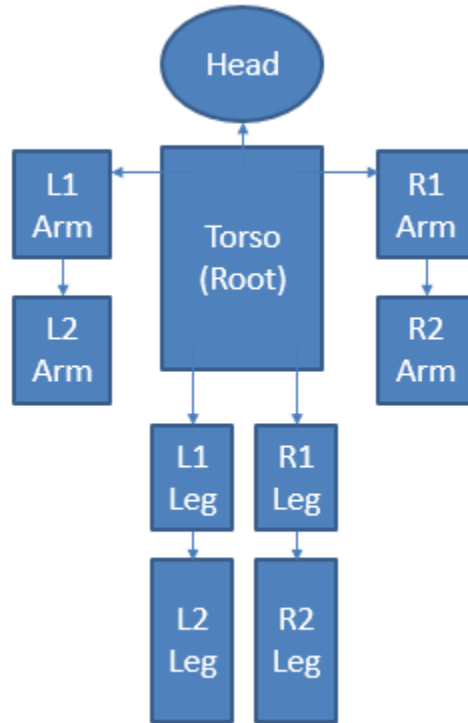 Head
L1
Arm
Torso
(Root)
R1
Arm
L2
Arm
R2
Arm
L1
Leg
R1
Leg
L2
Leg
R2
Leg